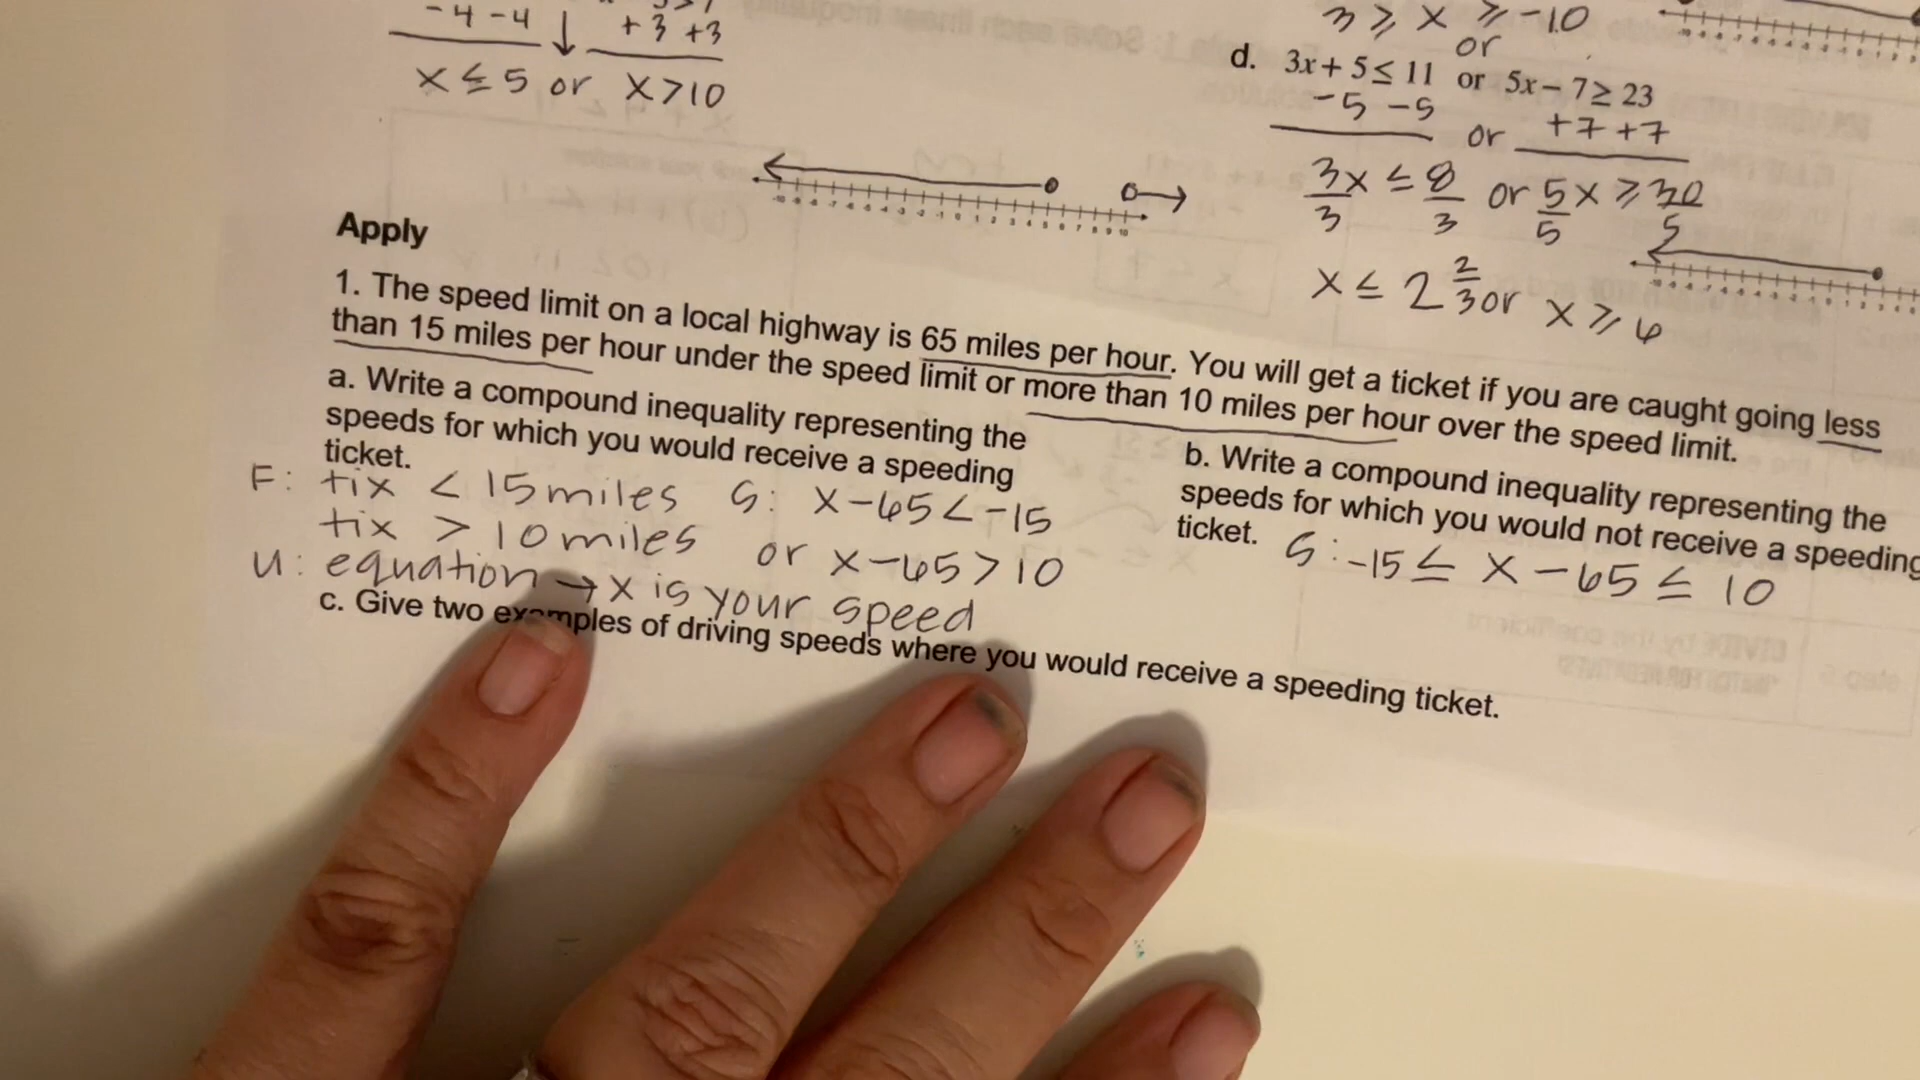 -4 -4 ↓ +3 +3
x ≤ 5 or x > 10
3 ≥ x ≥ -10
or
d. 3x + 5 ≤ 11 or 5x - 7 ≥ 23
-5 -5 or +7 +7
3x/3 ≤ 8/3 or 5x/5 ≥ 30/5
x ≤ 2 2/3 or x ≥ 6
Apply
1. The speed limit on a local highway is 65 miles per hour. You will get a ticket if you are caught going less
than 15 miles per hour under the speed limit or more than 10 miles per hour over the speed limit.
a. Write a compound inequality representing the
speeds for which you would receive a speeding
ticket.
F: tix < 15 miles S: x - 65 < -15
tix > 10 miles or x - 65 > 10
U: equation → x is your speed
b. Write a compound inequality representing the
speeds for which you would not receive a speeding
ticket. S: -15 ≤ x - 65 ≤ 10
c. Give two examples of driving speeds where you would receive a speeding ticket.